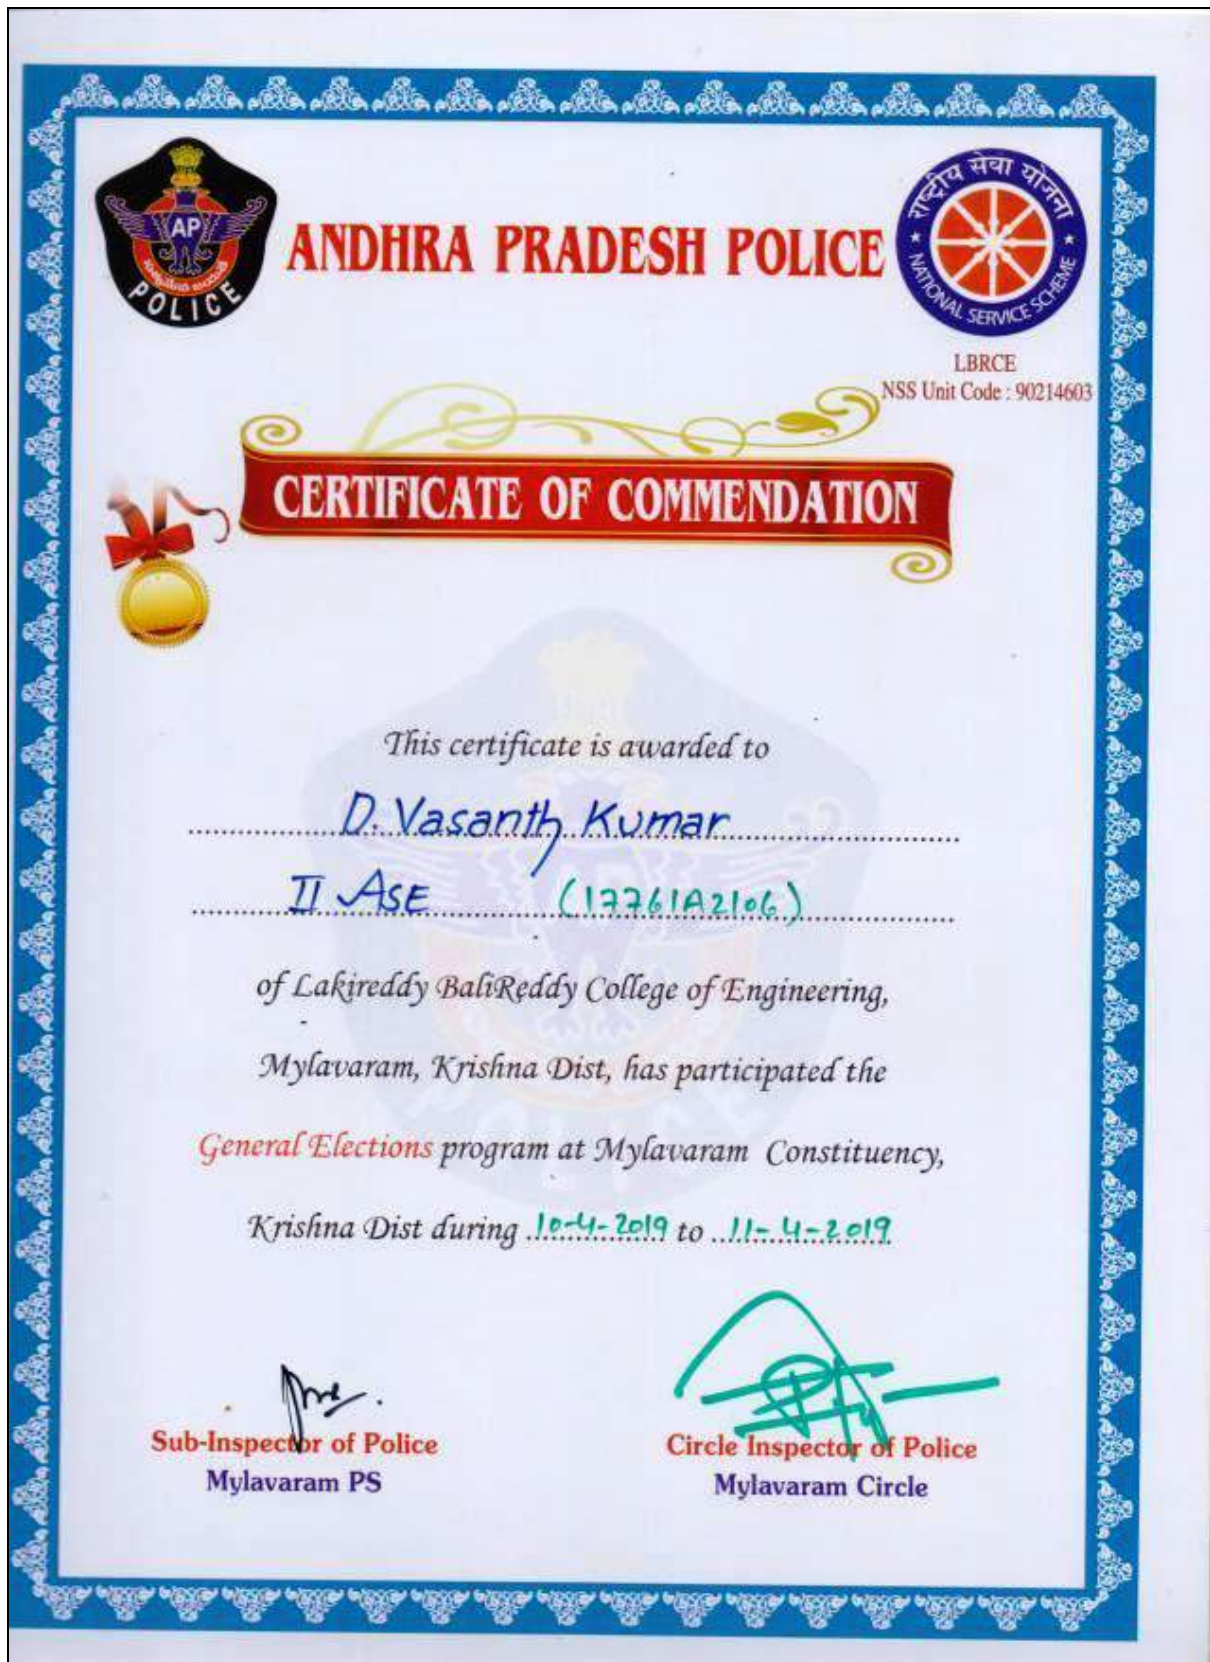 ANDHRA PRADESH POLICE
AP
POLICE
राष्ट्रीय सेवा योजना
NATIONAL SERVICE SCHEME
LBRCE
NSS Unit Code : 90214603
CERTIFICATE OF COMMENDATION
This certificate is awarded to
D. Vasanth Kumar
II ASE (17761A2106)
of Lakireddy BaliReddy College of Engineering,
Mylavaram, Krishna Dist, has participated the
General Elections program at Mylavaram Constituency,
Krishna Dist during 10-4-2019 to 11-4-2019
Sub-Inspector of Police
Mylavaram PS
Circle Inspector of Police
Mylavaram Circle